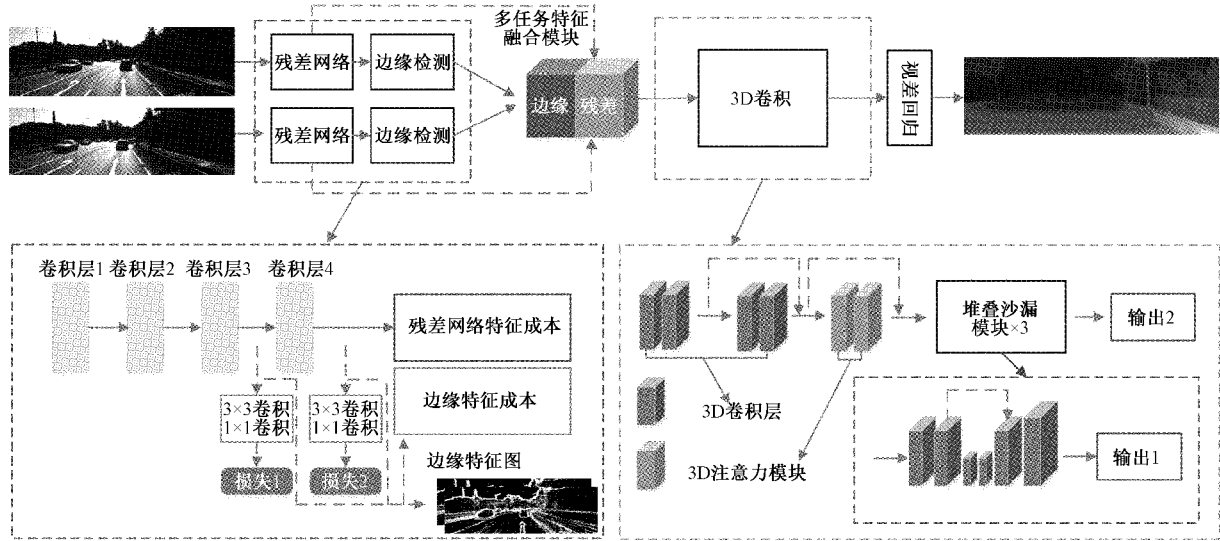 多任务特征
融合模块
残差网络
边缘检测
残差网络
边缘检测
边缘
残差
3D卷积
视差回归
卷积层1
卷积层2
卷积层3
卷积层4
残差网络特征成本
边缘特征成本
3×3卷积
1×1卷积
3×3卷积
1×1卷积
损失1
损失2
边缘特征图
堆叠沙漏
模块×3
输出2
3D卷积层
3D注意力模块
输出1